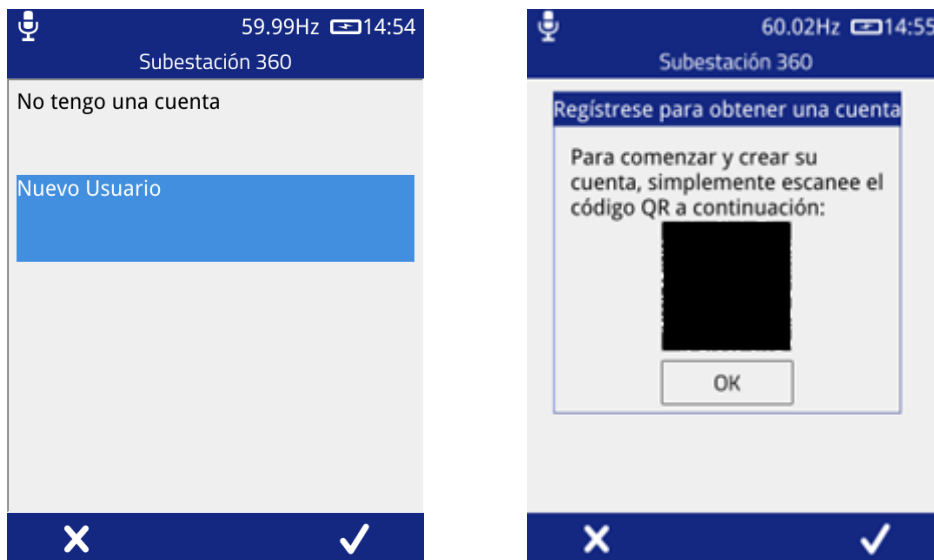 59.99Hz 14:54
Subestación 360
No tengo una cuenta
Nuevo Usuario
60.02Hz 14:55
Subestación 360
Regístrese para obtener una cuenta
Para comenzar y crear su
cuenta, simplemente escanee el
código QR a continuación:
OK